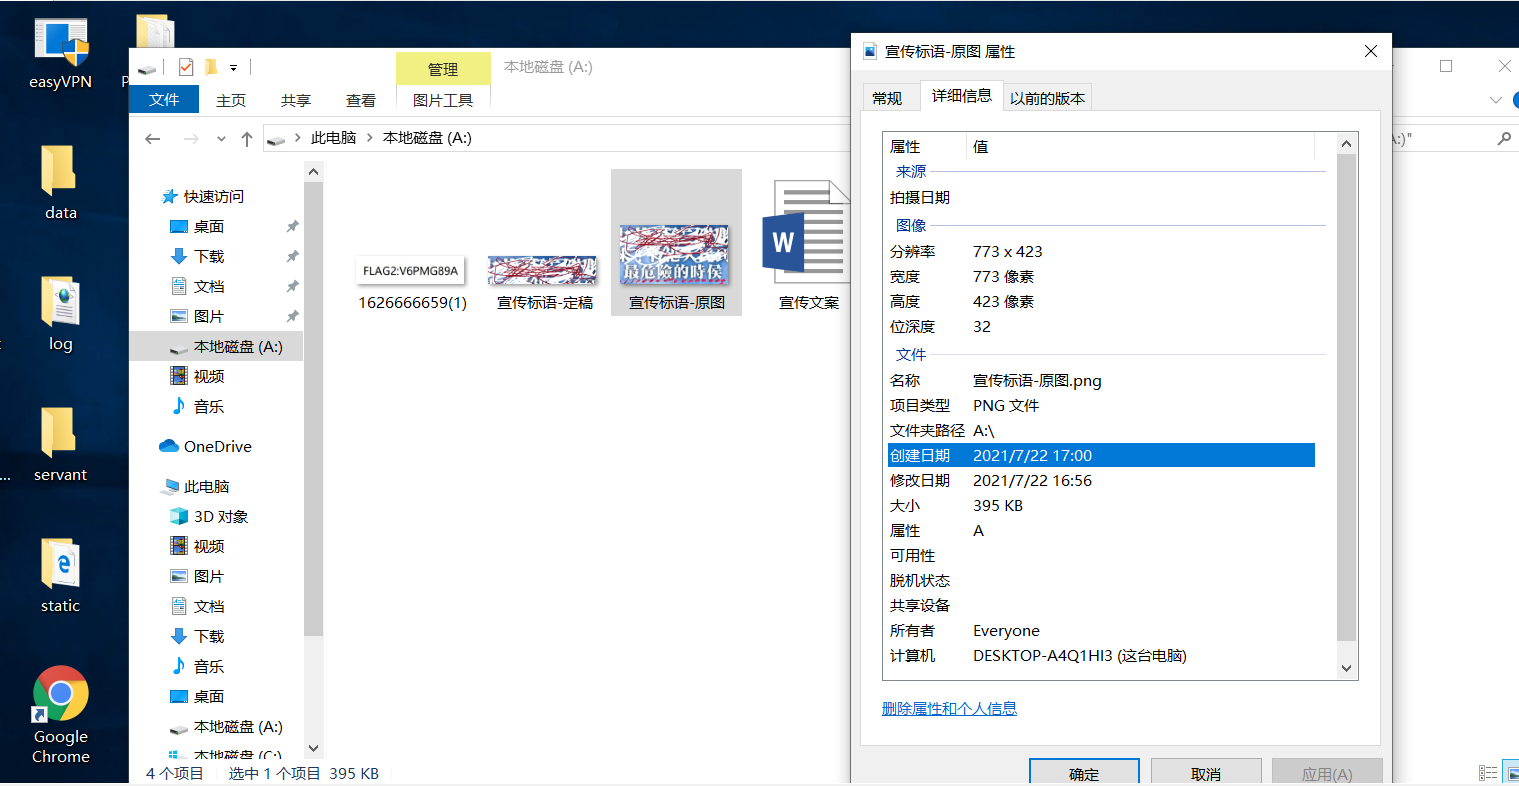 easyVPN
P
data
log
...
servant
static
Google
Chrome
管理
本地磁盘 (A:)
文件
主页
共享
查看
图片工具
此电脑
本地磁盘 (A:)
A:)"
快速访问
桌面
下载
文档
图片
本地磁盘 (A:)
视频
音乐
OneDrive
此电脑
3D 对象
视频
图片
文档
下载
音乐
桌面
本地磁盘 (A:)
本地磁盘 (C:)
FLAG2:V6PMG89A
1626666659(1)
宣传标语-定稿
最危險的時侯
宣传标语-原图
W
宣传文案
4 个项目 选中 1 个项目 395 KB
宣传标语-原图 属性
常规
详细信息
以前的版本
属性 值
来源
拍摄日期
图像
分辨率 773 x 423
宽度 773 像素
高度 423 像素
位深度 32
文件
名称 宣传标语-原图.png
项目类型 PNG 文件
文件夹路径 A:\
创建日期 2021/7/22 17:00
修改日期 2021/7/22 16:56
大小 395 KB
属性 A
可用性
脱机状态
共享设备
所有者 Everyone
计算机 DESKTOP-A4Q1HI3 (这台电脑)
删除属性和个人信息
确定
取消
应用(A)